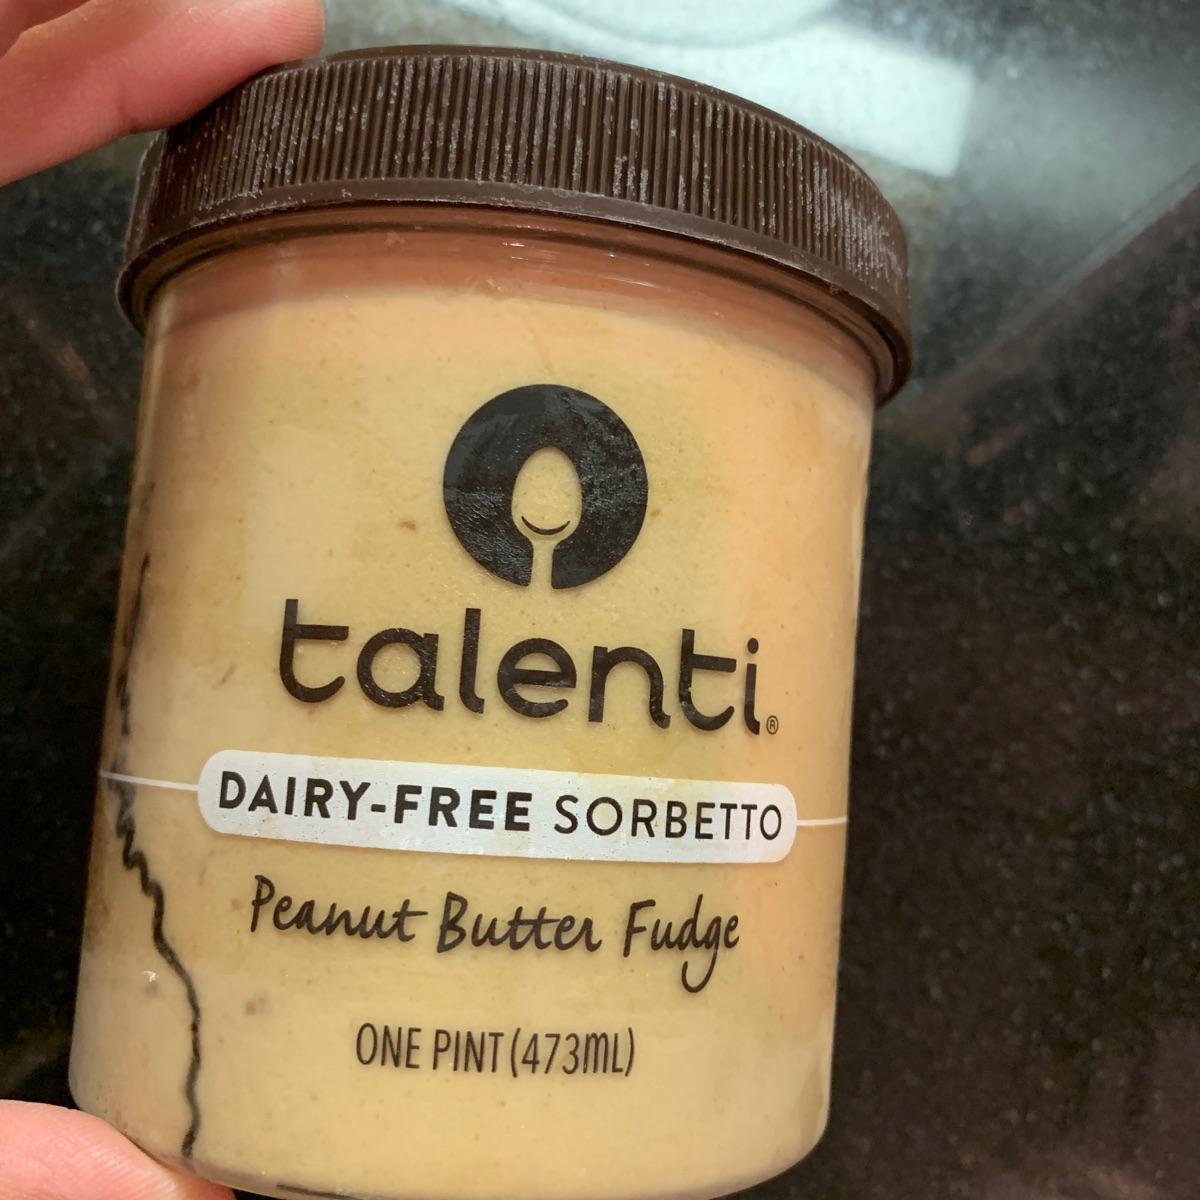 talenti®
DAIRY-FREE SORBETTO
Peanut Butter Fudge
ONE PINT (473mL)